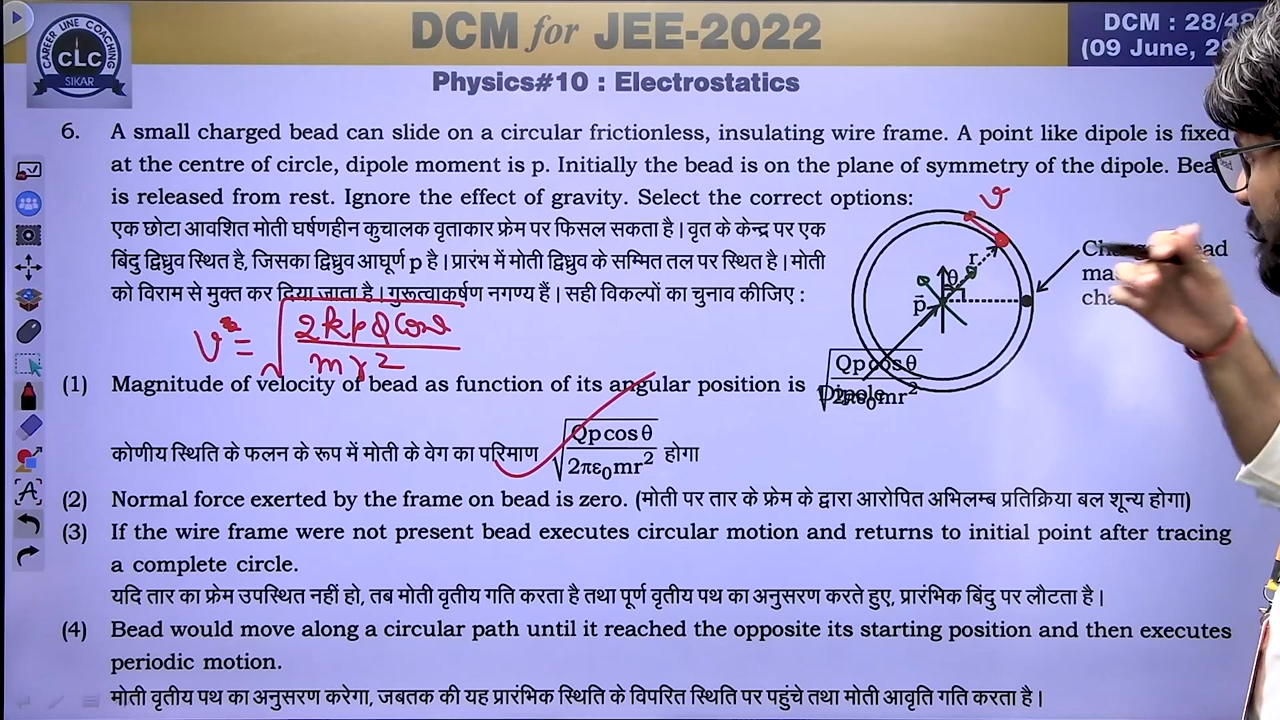 DCM for JEE-2022
DCM : 28/48
(09 June,
CAREER LINE COACHING
CLC
SIKAR
Physics#10 : Electrostatics
6. A small charged bead can slide on a circular frictionless, insulating wire frame. A point like dipole is fixed
at the centre of circle, dipole moment is p. Initially the bead is on the plane of symmetry of the dipole. Bea
is released from rest. Ignore the effect of gravity. Select the correct options:
एक छोटा आवशित मोती घर्षणहीन कुचालक वृताकार फ्रेम पर फिसल सकता है। वृत के केन्द्र पर एक
बिंदु द्विध्रुव स्थित है, जिसका द्विध्रुव आघूर्ण p है। प्रारंभ में मोती द्विध्रुव के सम्मित तल पर स्थित है। मोती
को विराम से मुक्त कर दिया जाता है। गुरूत्वाकर्षण नगण्य हैं। सही विकल्पों का चुनाव कीजिए :
v
r
θ
p⃗
Dipole
v = √(2kpQcosθ / mr²)
(1) Magnitude of velocity of bead as function of its angular position is √(Qp cos θ / 2πε₀mr²)
कोणीय स्थिति के फलन के रूप में मोती के वेग का परिमाण √(Qp cos θ / 2πε₀mr²) होगा
(2) Normal force exerted by the frame on bead is zero. (मोती पर तार के फ्रेम के द्वारा आरोपित अभिलम्ब प्रतिक्रिया बल शून्य होगा)
(3) If the wire frame were not present bead executes circular motion and returns to initial point after tracing
a complete circle.
यदि तार का फ्रेम उपस्थित नहीं हो, तब मोती वृतीय गति करता है तथा पूर्ण वृतीय पथ का अनुसरण करते हुए, प्रारंभिक बिंदु पर लौटता है।
(4) Bead would move along a circular path until it reached the opposite its starting position and then executes
periodic motion.
मोती वृतीय पथ का अनुसरण करेगा, जबतक की यह प्रारंभिक स्थिति के विपरित स्थिति पर पहुंचे तथा मोती आवृति गति करता है।